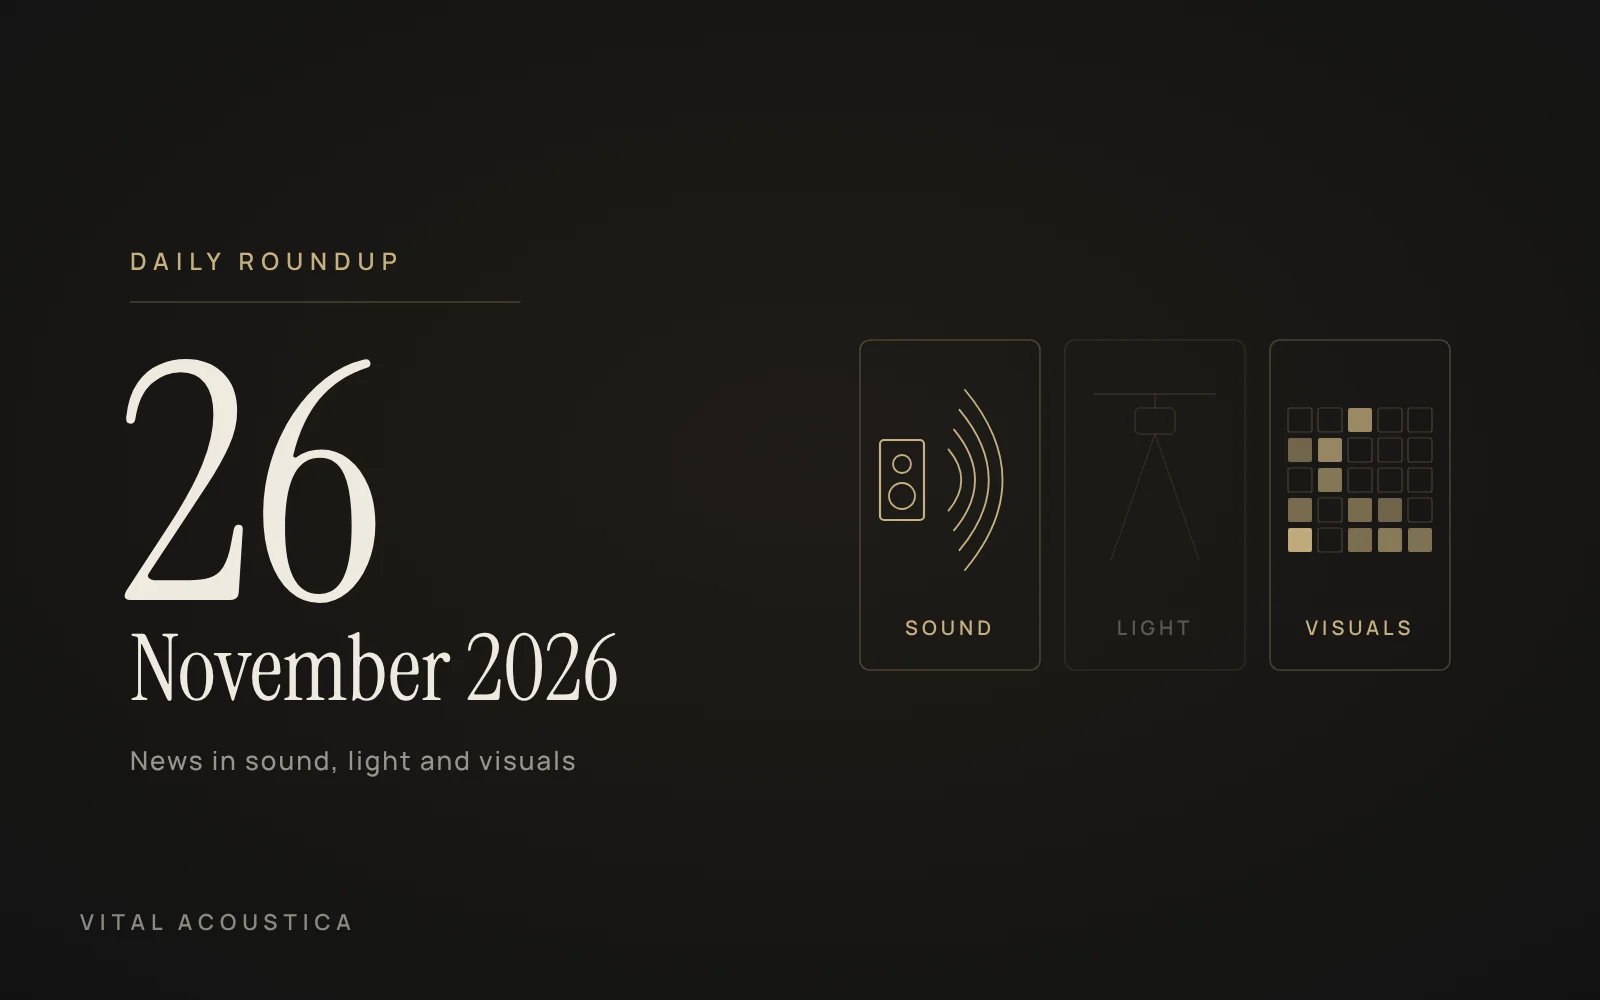 DAILY ROUNDUP
26
November 2026
News in sound, light and visuals
SOUND
LIGHT
VISUALS
VITAL ACOUSTICA